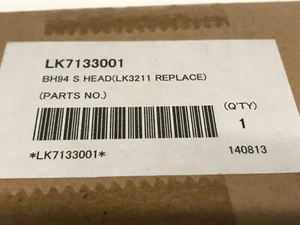 LK7133001
BH94 S HEAD(LK3211 REPLACE)
(PARTS NO.)
(Q'TY)
1
*LK7133001*
140813